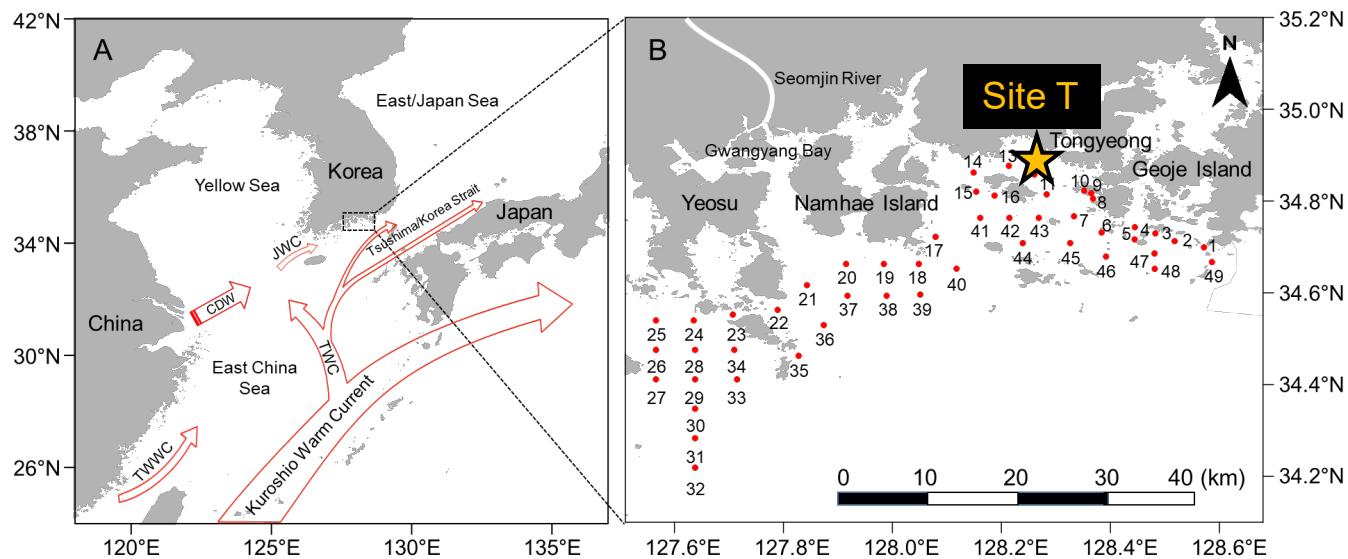 A
42°N
38°N
34°N
30°N
26°N
120°E
125°E
130°E
135°E
East/Japan Sea
Korea
Yellow Sea
Japan
Tsushima/Korea Strait
JWC
CDW
China
TWC
East China
Sea
Kuroshio Warm Current
TWWC
B
N
Seomjin River
Site T
Tongyeong
Gwangyang Bay
Geoje Island
Yeosu
Namhae Island
13
14
10
9
15
16
11
8
41
42
43
7
6
5
4
3
2
1
17
44
45
46
47
48
49
20
19
18
40
21
37
38
39
22
36
25
24
23
35
26
28
34
27
29
33
30
31
32
0
10
20
30
40 (km)
35.2°N
35.0°N
34.8°N
34.6°N
34.4°N
34.2°N
127.6°E
127.8°E
128.0°E
128.2°E
128.4°E
128.6°E